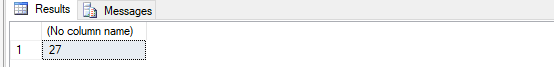 Results Messages
(No column name)
1 27